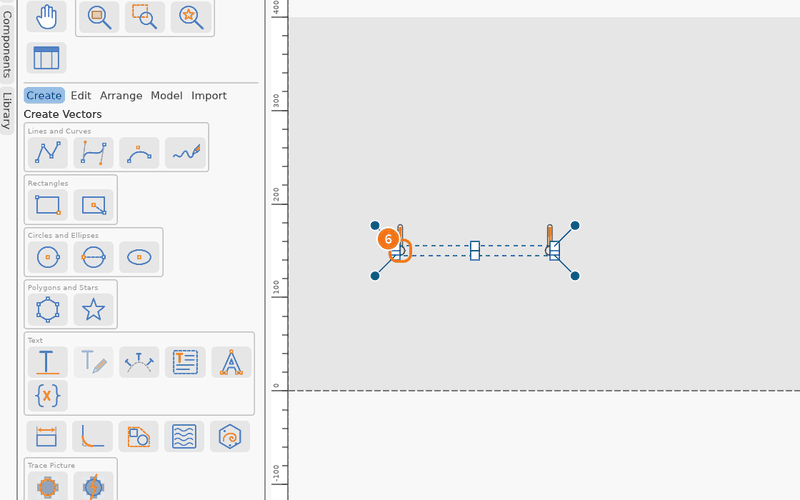 Components
Library
Create Edit Arrange Model Import
Create Vectors
Lines and Curves
Rectangles
Circles and Ellipses
Polygons and Stars
Text
Trace Picture
400
300
200
100
0
-100
6